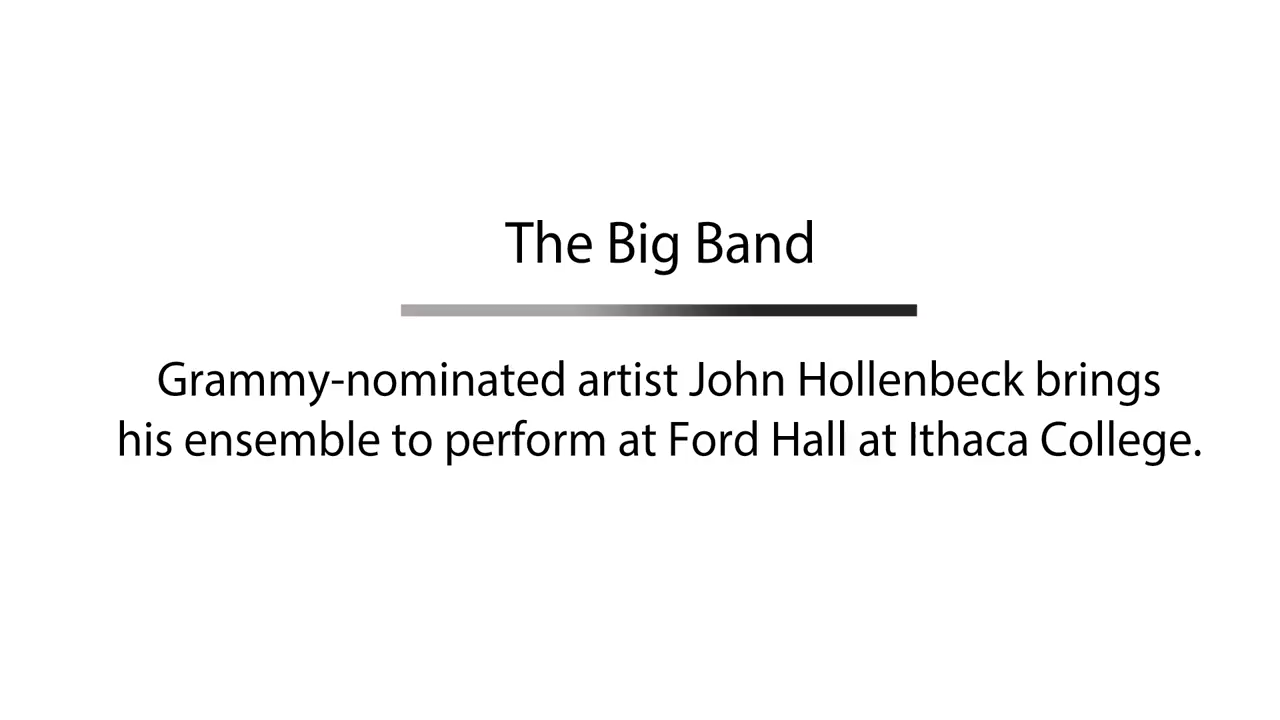 The Big Band
Grammy-nominated artist John Hollenbeck brings
his ensemble to perform at Ford Hall at Ithaca College.